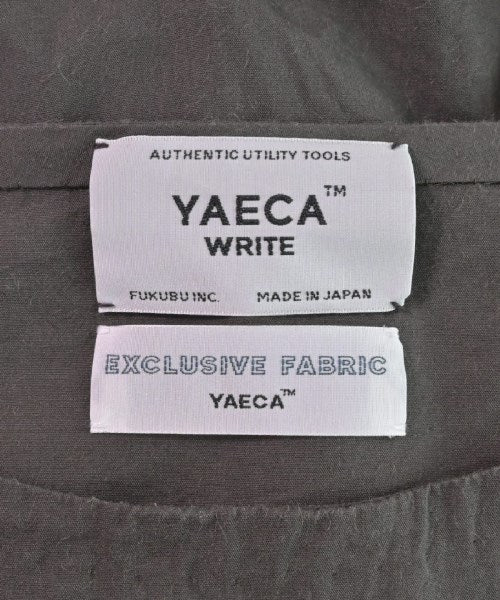 AUTHENTIC UTILITY TOOLS
YAECA™
WRITE
FUKUBU INC. MADE IN JAPAN
EXCLUSIVE FABRIC
YAECA™